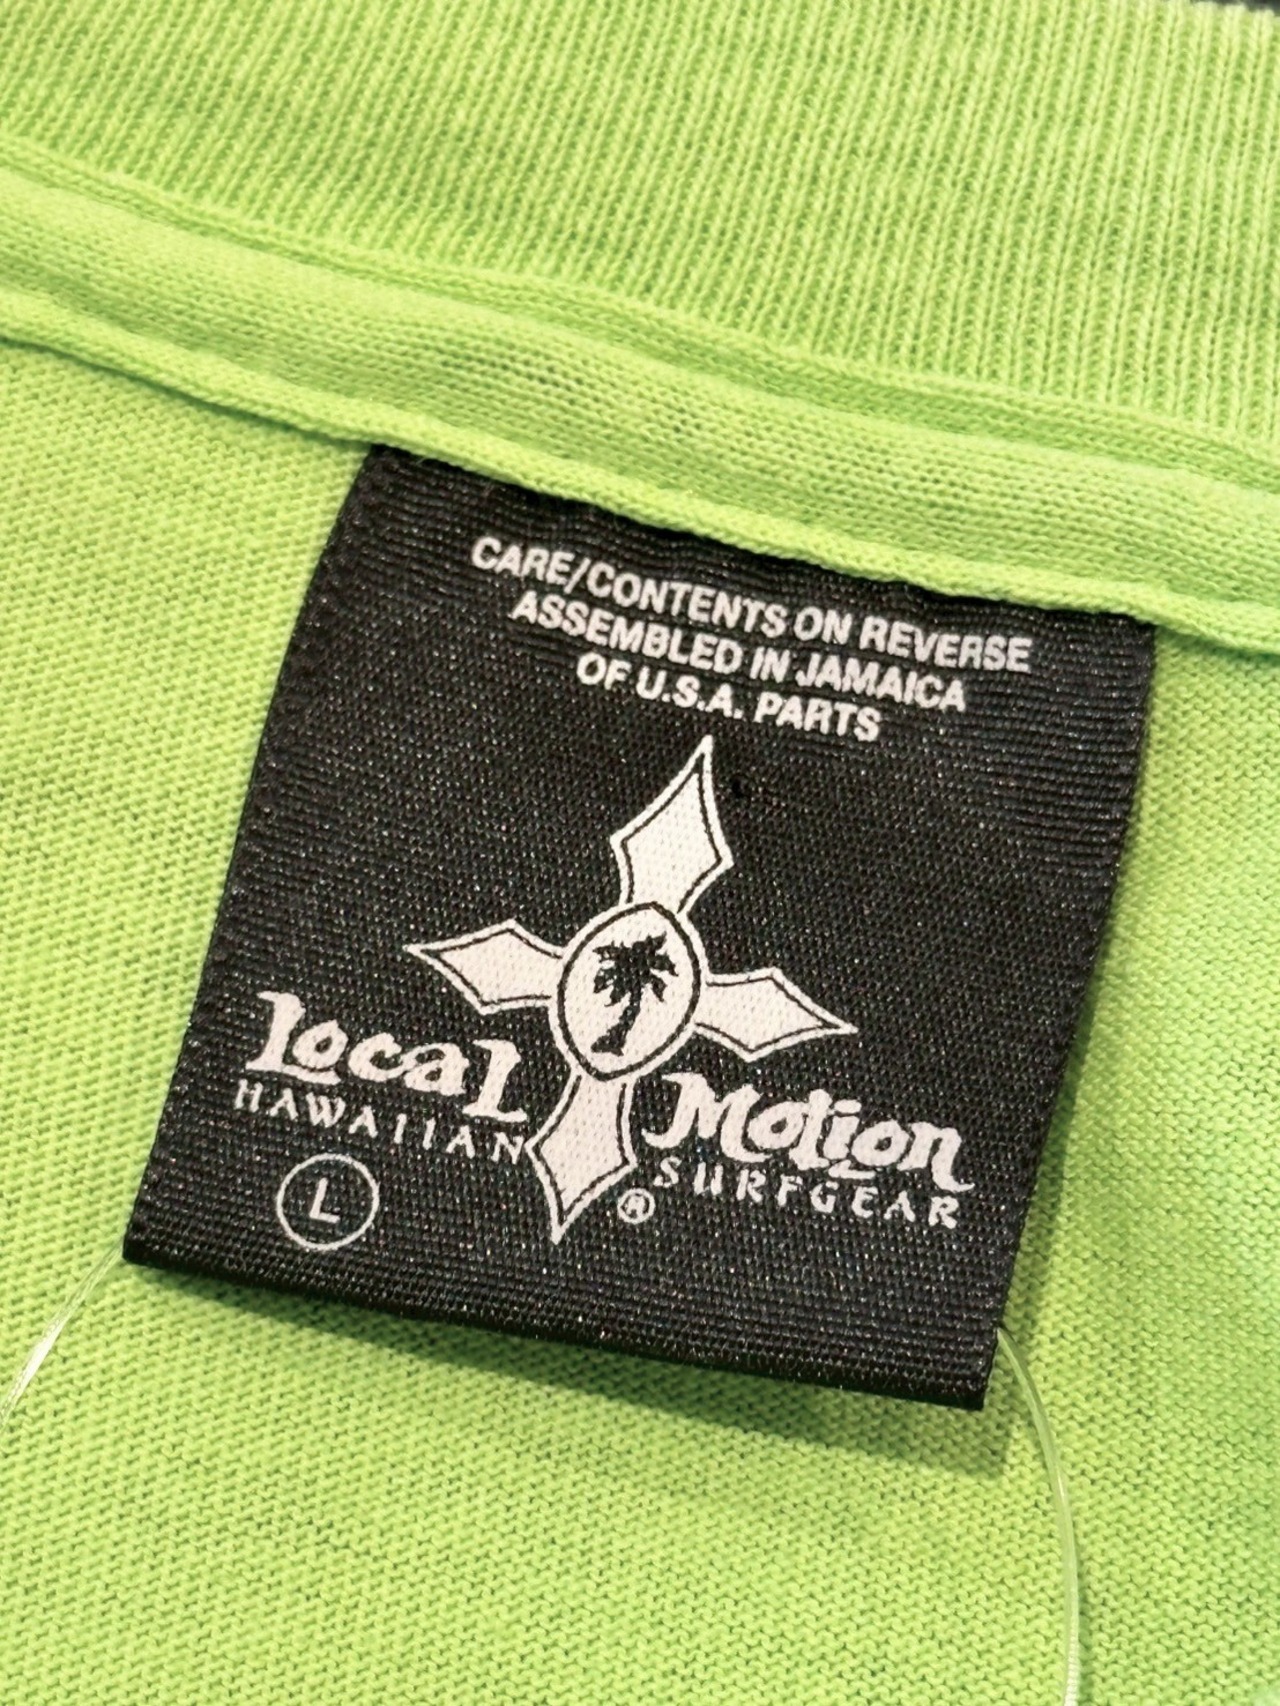 CARE/CONTENTS ON REVERSE
ASSEMBLED IN JAMAICA
OF U.S.A. PARTS
Local Motion
HAWAIIAN SURFGEAR
L ®